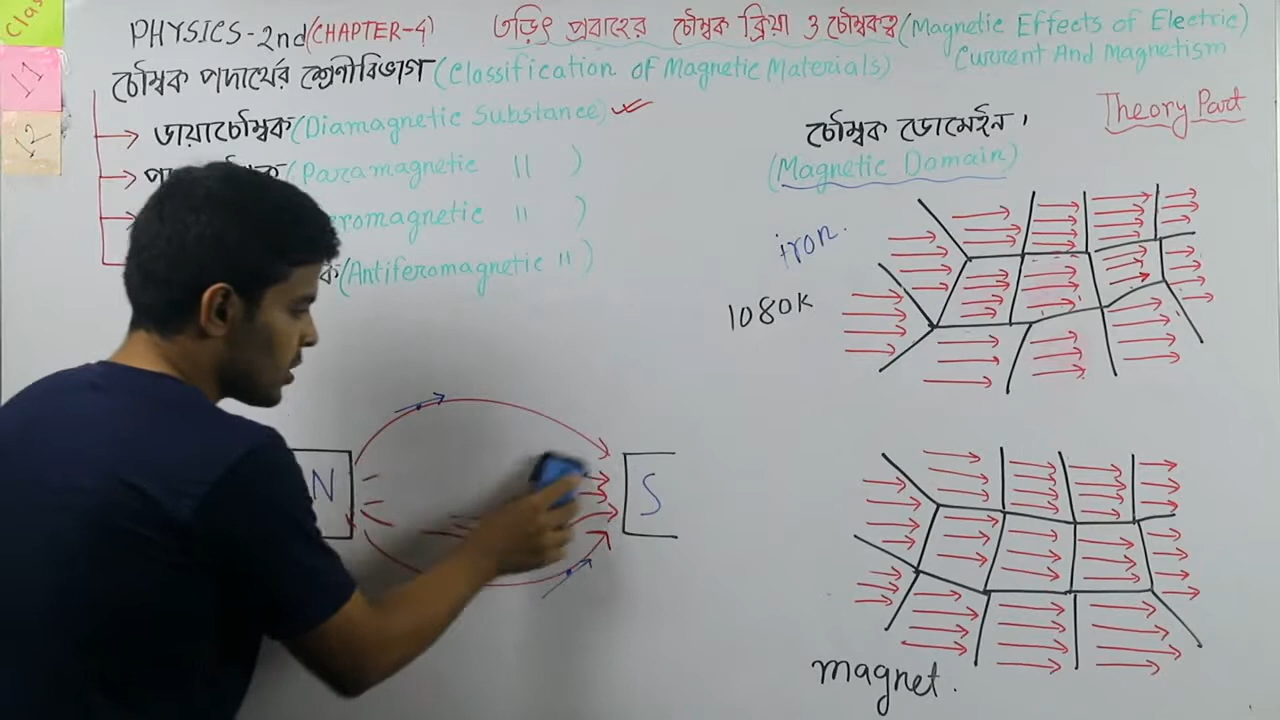 Clas
11
12
PHYSICS-2nd(CHAPTER-4) তড়িৎ প্রবাহের চৌম্বক ক্রিয়া ও চৌম্বকত্ব (Magnetic Effects of Electric)
Current And Magnetism
চৌম্বক পদার্থের শ্রেণীবিভাগ (Classification of Magnetic Materials)
Theory Part
ডায়াচৌম্বক (Diamagnetic Substance)
(Paramagnetic " )
romagnetic " )
ক (Antiferomagnetic " )
চৌম্বক ডোমেইন।
(Magnetic Domain)
iron.
1080K
N
S
magnet.